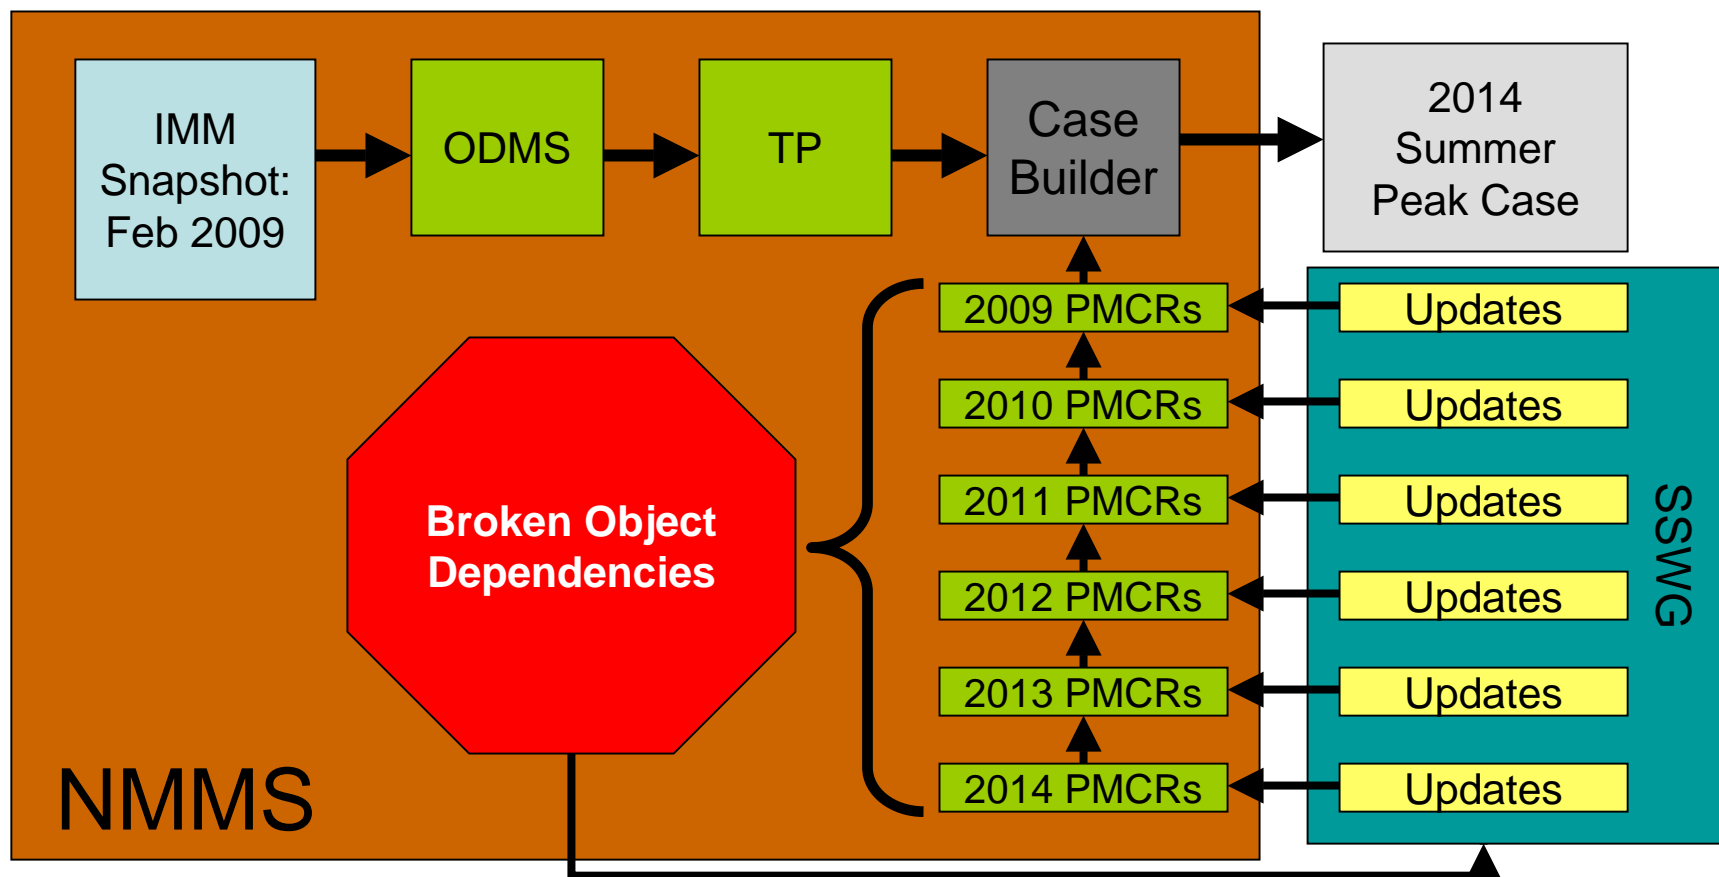 IMM
Snapshot:
Feb 2009
ODMS
TP
Case
Builder
2014
Summer
Peak Case
2009 PMCRs
Updates
2010 PMCRs
Updates
2011 PMCRs
Updates
2012 PMCRs
Updates
2013 PMCRs
Updates
2014 PMCRs
Updates
Broken Object
Dependencies
SSWG
NMMS